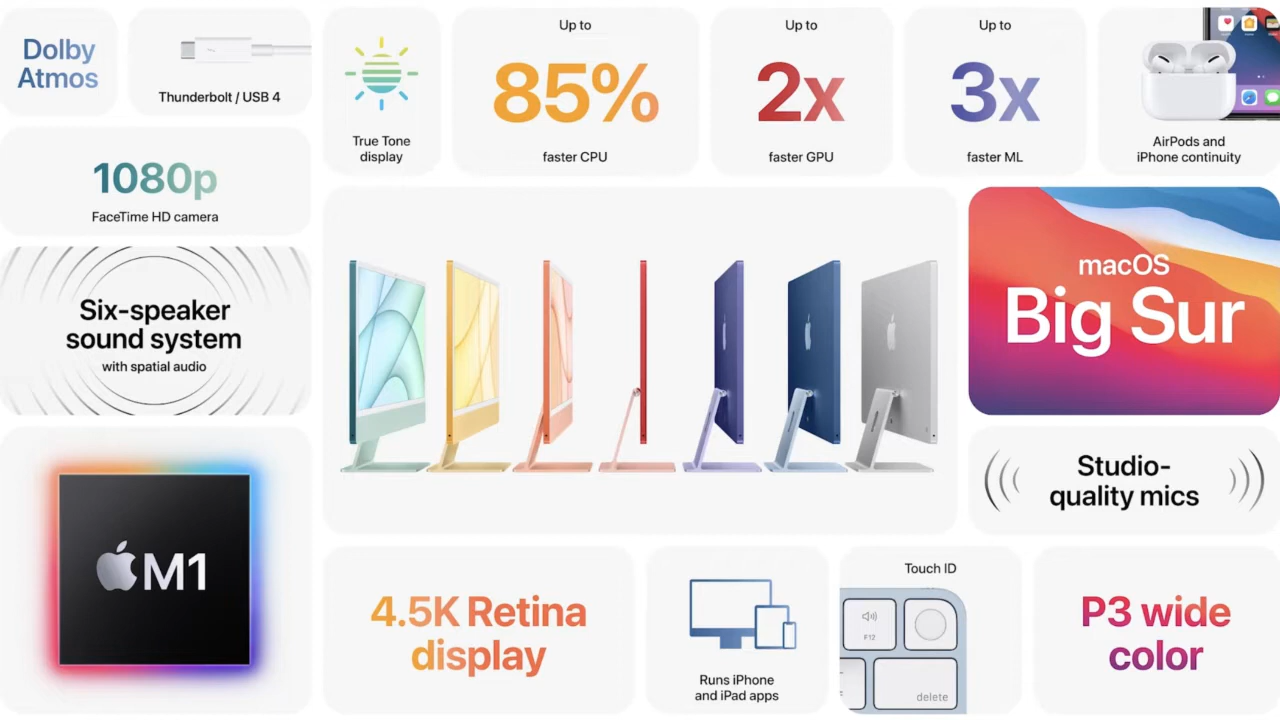 Dolby
Atmos
Thunderbolt / USB 4
True Tone
display
Up to
85%
faster CPU
Up to
2x
faster GPU
Up to
3x
faster ML
AirPods and
iPhone continuity
1080p
FaceTime HD camera
Six-speaker
sound system
with spatial audio
macOS
Big Sur
Studio-
quality mics
M1
4.5K Retina
display
Runs iPhone
and iPad apps
Touch ID
F12
delete
P3 wide
color